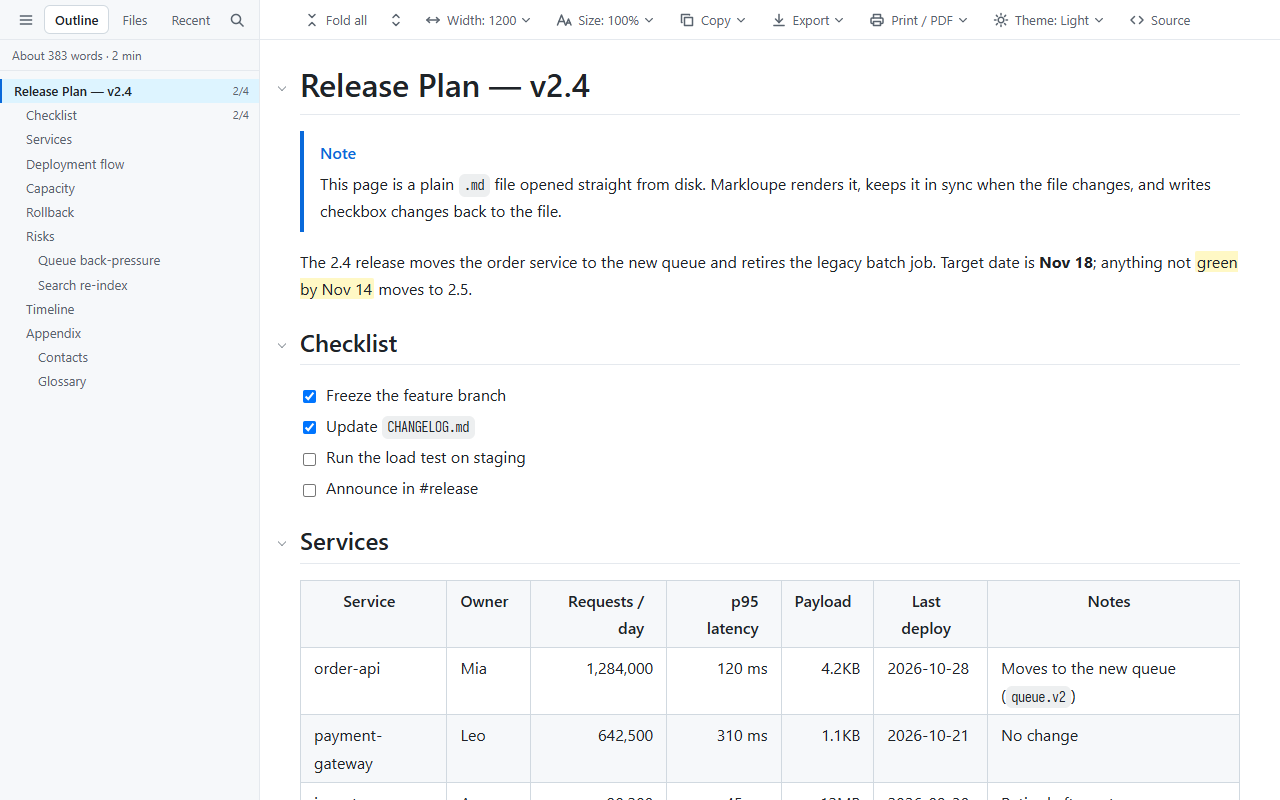 Outline Files Recent
Fold all Width: 1200 Size: 100% Copy Export Print / PDF Theme: Light Source
About 383 words · 2 min
Release Plan — v2.4 2/4
Checklist 2/4
Services
Deployment flow
Capacity
Rollback
Risks
Queue back-pressure
Search re-index
Timeline
Appendix
Contacts
Glossary
Release Plan — v2.4
Note
This page is a plain .md file opened straight from disk. Markloupe renders it, keeps it in sync when the file changes, and writes
checkbox changes back to the file.
The 2.4 release moves the order service to the new queue and retires the legacy batch job. Target date is Nov 18; anything not green
by Nov 14 moves to 2.5.
Checklist
Freeze the feature branch
Update CHANGELOG.md
Run the load test on staging
Announce in #release
Services
Service Owner Requests / day p95 latency Payload Last deploy Notes
order-api Mia 1,284,000 120 ms 4.2KB 2026-10-28 Moves to the new queue
(queue.v2)
payment- Leo 642,500 310 ms 1.1KB 2026-10-21 No change
gateway